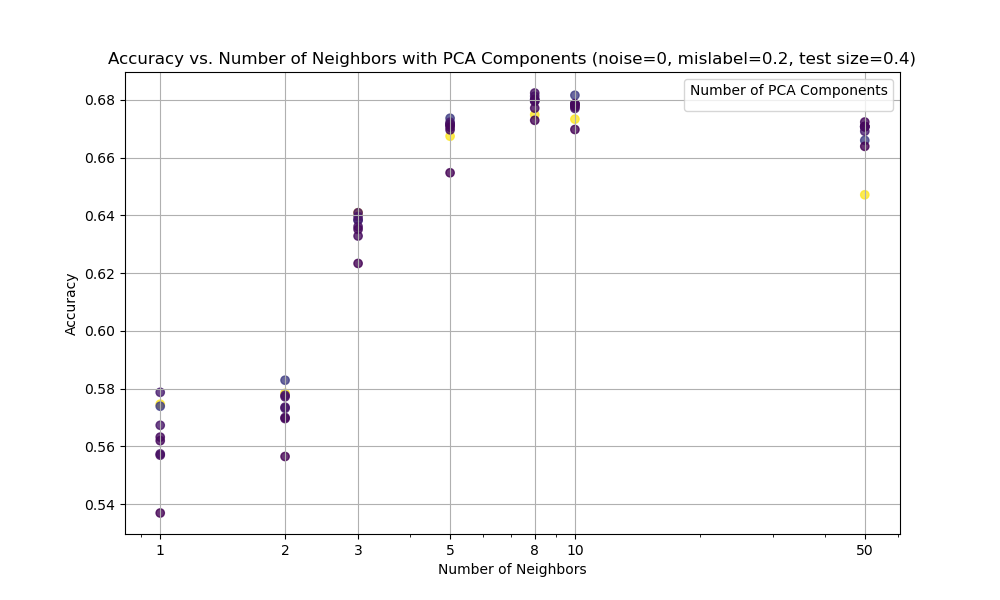 Accuracy vs. Number of Neighbors with PCA Components (noise=0, mislabel=0.2, test size=0.4)
Number of PCA Components
0.68
0.66
0.64
0.62
0.60
0.58
0.56
0.54
Accuracy
1 2 3 5 8 10 50
Number of Neighbors